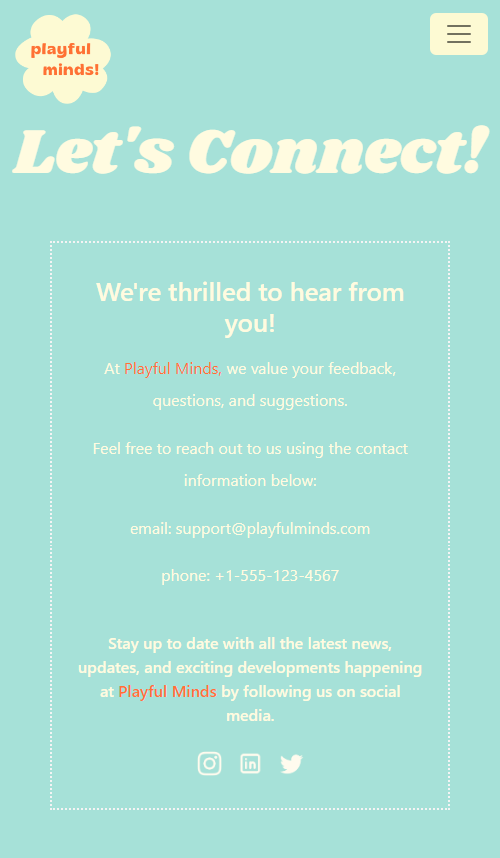 playful
minds!
Let's Connect!
We're thrilled to hear from
you!
At Playful Minds, we value your feedback,
questions, and suggestions.
Feel free to reach out to us using the contact
information below:
email: support@playfulminds.com
phone: +1-555-123-4567
Stay up to date with all the latest news,
updates, and exciting developments happening
at Playful Minds by following us on social
media.